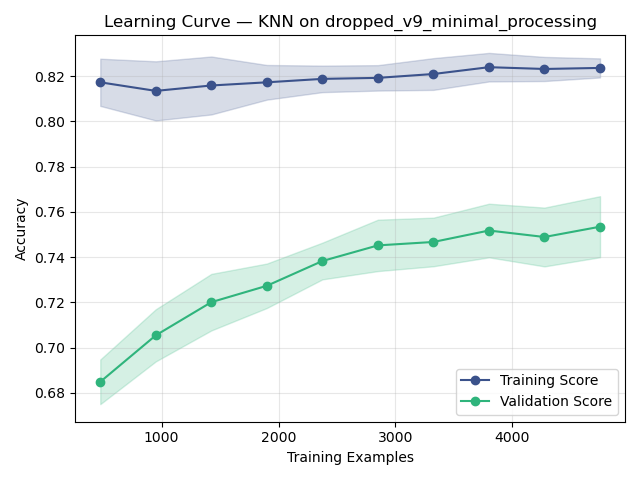 Learning Curve — KNN on dropped_v9_minimal_processing
Accuracy
0.82
0.80
0.78
0.76
0.74
0.72
0.70
0.68
1000
2000
3000
4000
Training Examples
Training Score
Validation Score